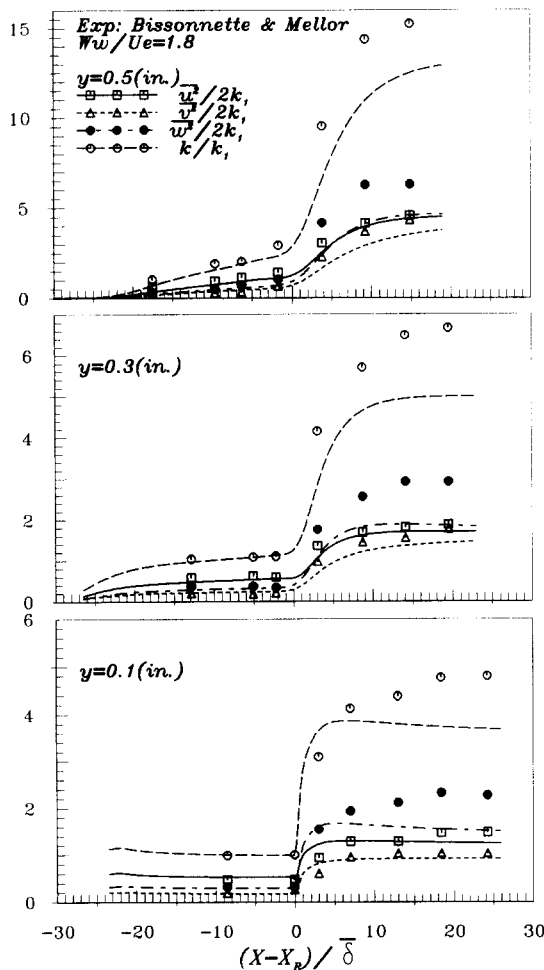 Exp: Bissonnette & Mellor
Ww/Ue=1.8
y=0.5(in.)
u²/2k₁
v²/2k₁
w²/2k₁
k/k₁
15
10
5
0
y=0.3(in.)
6
4
2
0
y=0.1(in.)
6
4
2
0
-30 -20 -10 0 10 20 30
(X-X_R)/δ̅